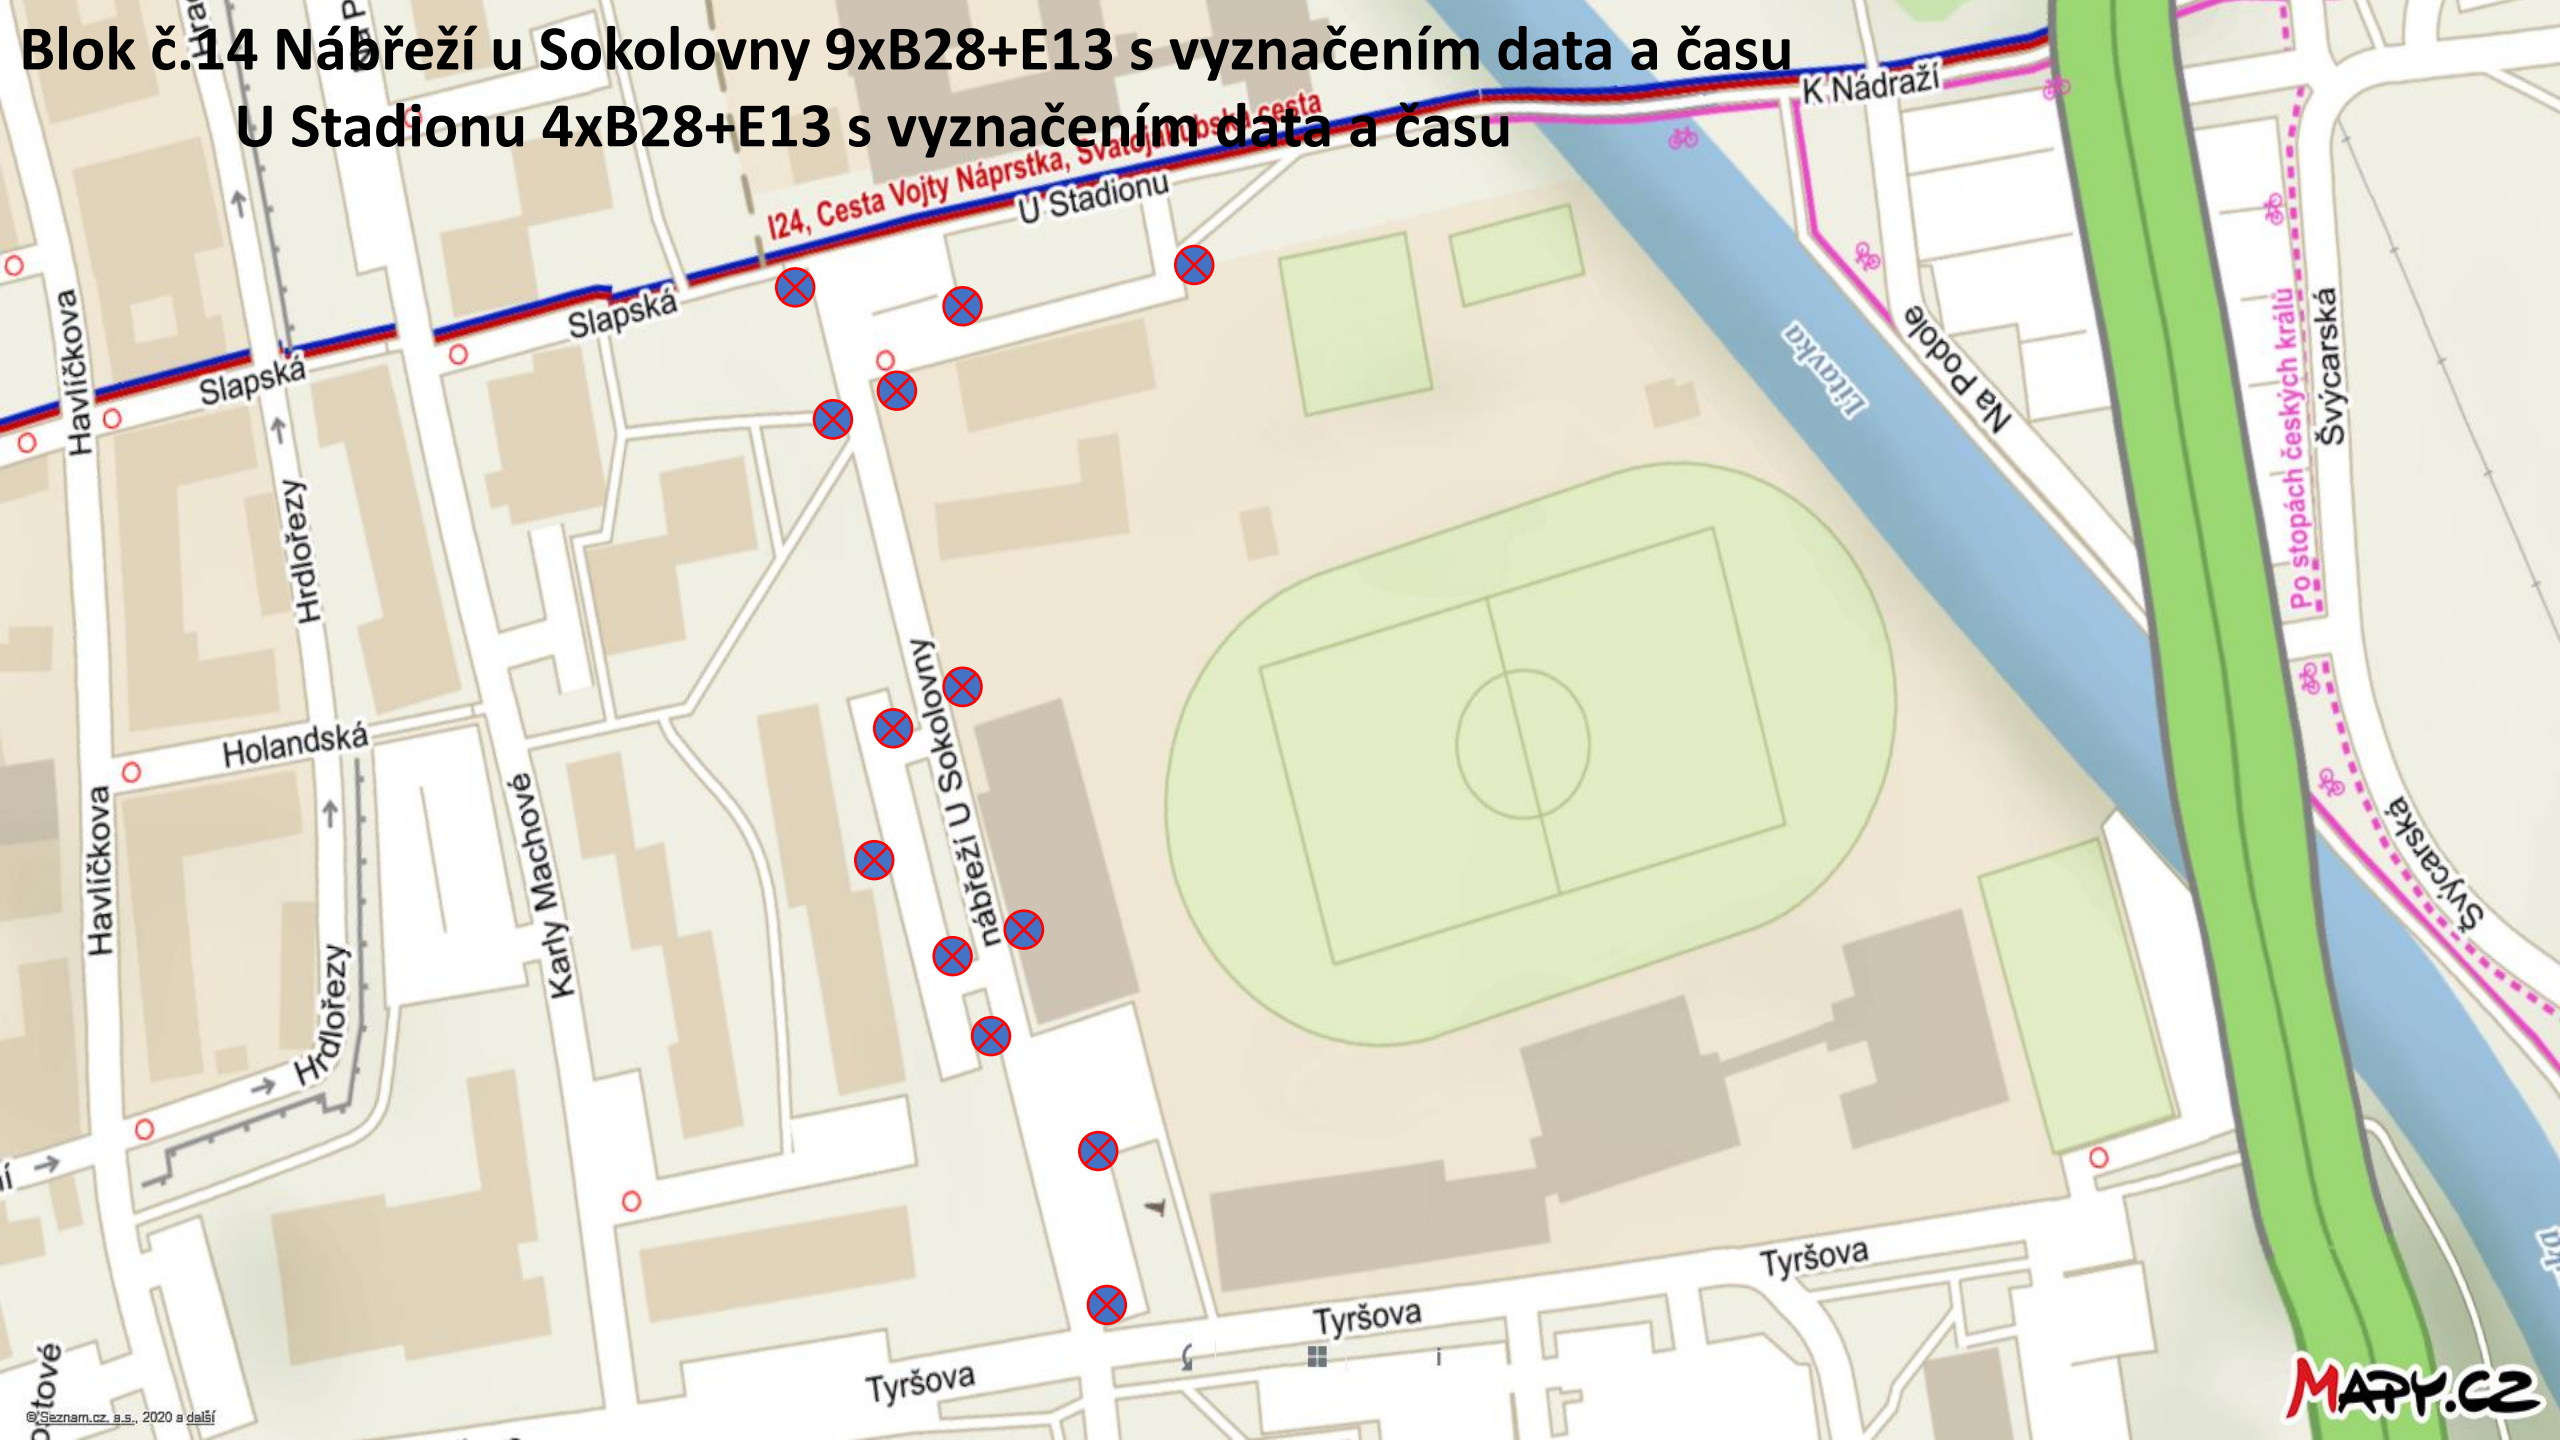 Blok č.14 Nábřeží u Sokolovny 9xB28+E13 s vyznačením data a času
U Stadionu 4xB28+E13 s vyznačením data a času
I24, Cesta Vojty Náprstka, Svatojakubská cesta
U Stadionu
K Nádraží
Slapská
Slapská
Havlíčkova
Hrdlořezy
Litavka
Na Podole
Po stopách českých králů
Švýcarská
nábřeží U Sokolovny
Holandská
Havlíčkova
Karly Machové
Hrdlořezy
Švýcarská
Tyršova
Tyršova
Tyršova
MAPY.CZ
© Seznam.cz, a.s., 2020 a další